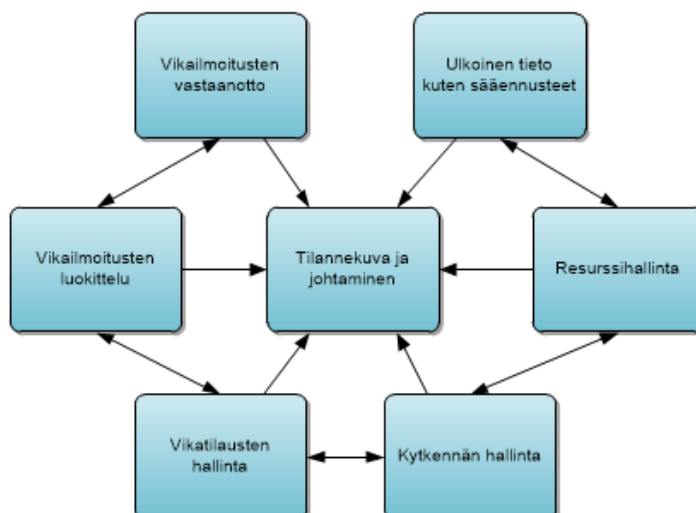 Vikailmoitusten
vastaanotto
Ulkoinen tieto
kuten sääennusteet
Vikailmoitusten
luokittelu
Tilannekuva ja
johtaminen
Resurssihallinta
Vikatilausten
hallinta
Kytkennän hallinta